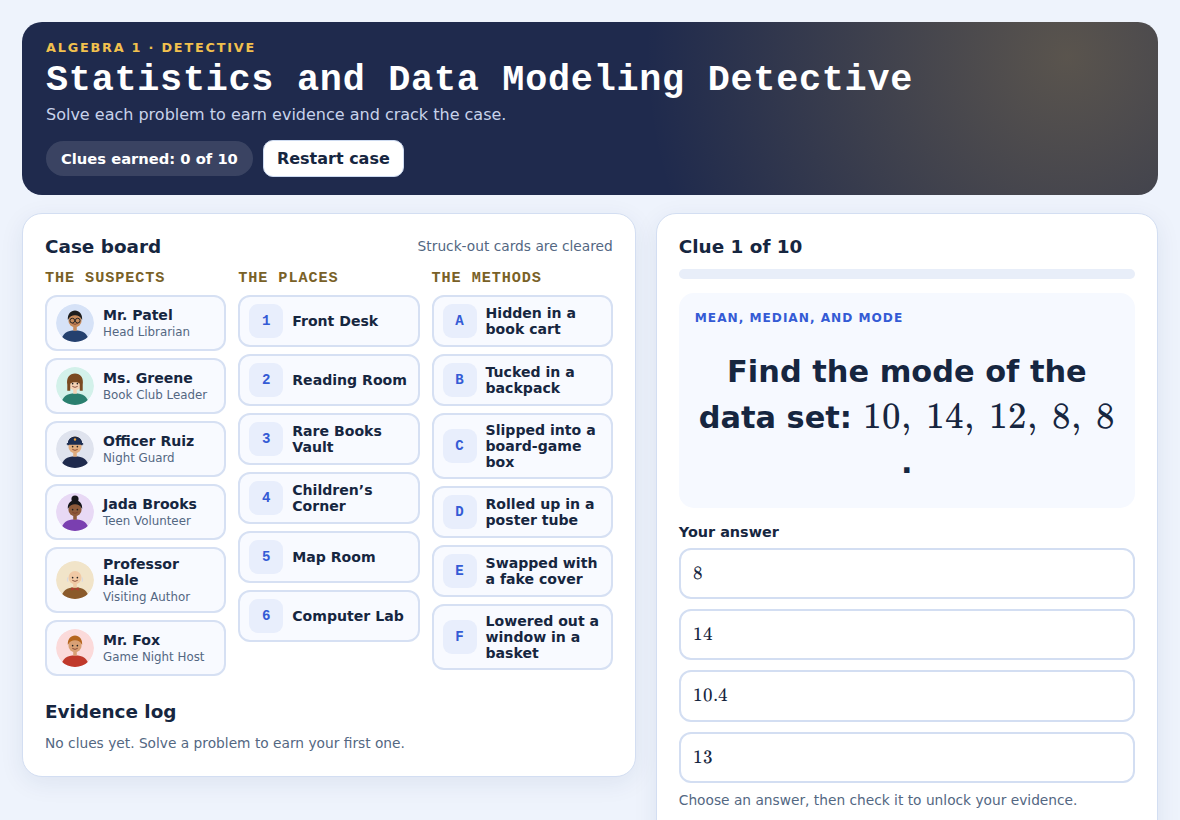 ALGEBRA 1 · DETECTIVE
Statistics and Data Modeling Detective
Solve each problem to earn evidence and crack the case.
Clues earned: 0 of 10
Restart case
Case board
Struck-out cards are cleared
THE SUSPECTS
Mr. Patel
Head Librarian
Ms. Greene
Book Club Leader
Officer Ruiz
Night Guard
Jada Brooks
Teen Volunteer
Professor
Hale
Visiting Author
Mr. Fox
Game Night Host
THE PLACES
1 Front Desk
2 Reading Room
3 Rare Books
Vault
4 Children’s
Corner
5 Map Room
6 Computer Lab
THE METHODS
A Hidden in a
book cart
B Tucked in a
backpack
C Slipped into a
board-game
box
D Rolled up in a
poster tube
E Swapped with
a fake cover
F Lowered out a
window in a
basket
Evidence log
No clues yet. Solve a problem to earn your first one.
Clue 1 of 10
MEAN, MEDIAN, AND MODE
Find the mode of the
data set: 10, 14, 12, 8, 8
.
Your answer
8
14
10.4
13
Choose an answer, then check it to unlock your evidence.